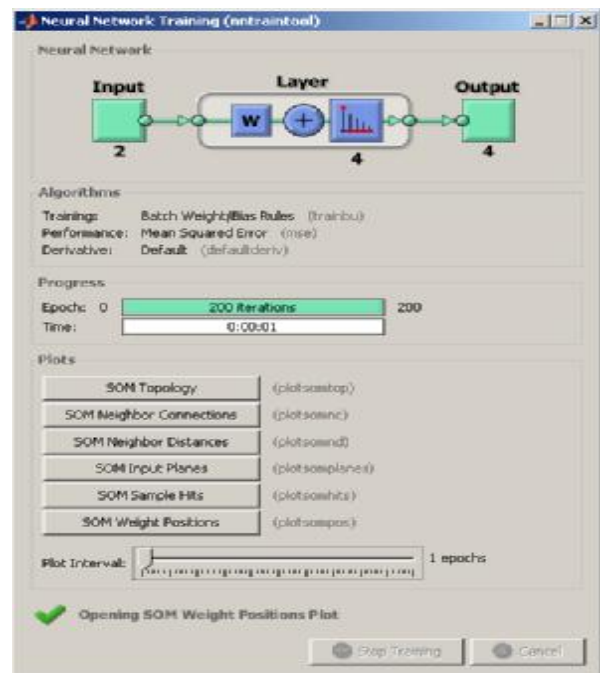 Neural Network Training (nntraintool)
Neural Network
Input
Layer
Output
W
2
4
4
Algorithms
Training: Batch Weight/Bias Rules (trainbu)
Performance: Mean Squared Error (mse)
Derivative: Default (defaultderiv)
Progress
Epoch: 0 200 iterations 200
Time: 0:00:01
Plots
SOM Topology (plotsomtop)
SOM Neighbor Connections (plotsomnc)
SOM Neighbor Distances (plotsomnd)
SOM Input Planes (plotsomplanes)
SOM Sample Hits (plotsomhits)
SOM Weight Positions (plotsompos)
Plot Interval: 1 epochs
Opening SOM Weight Positions Plot
Stop Training Cancel